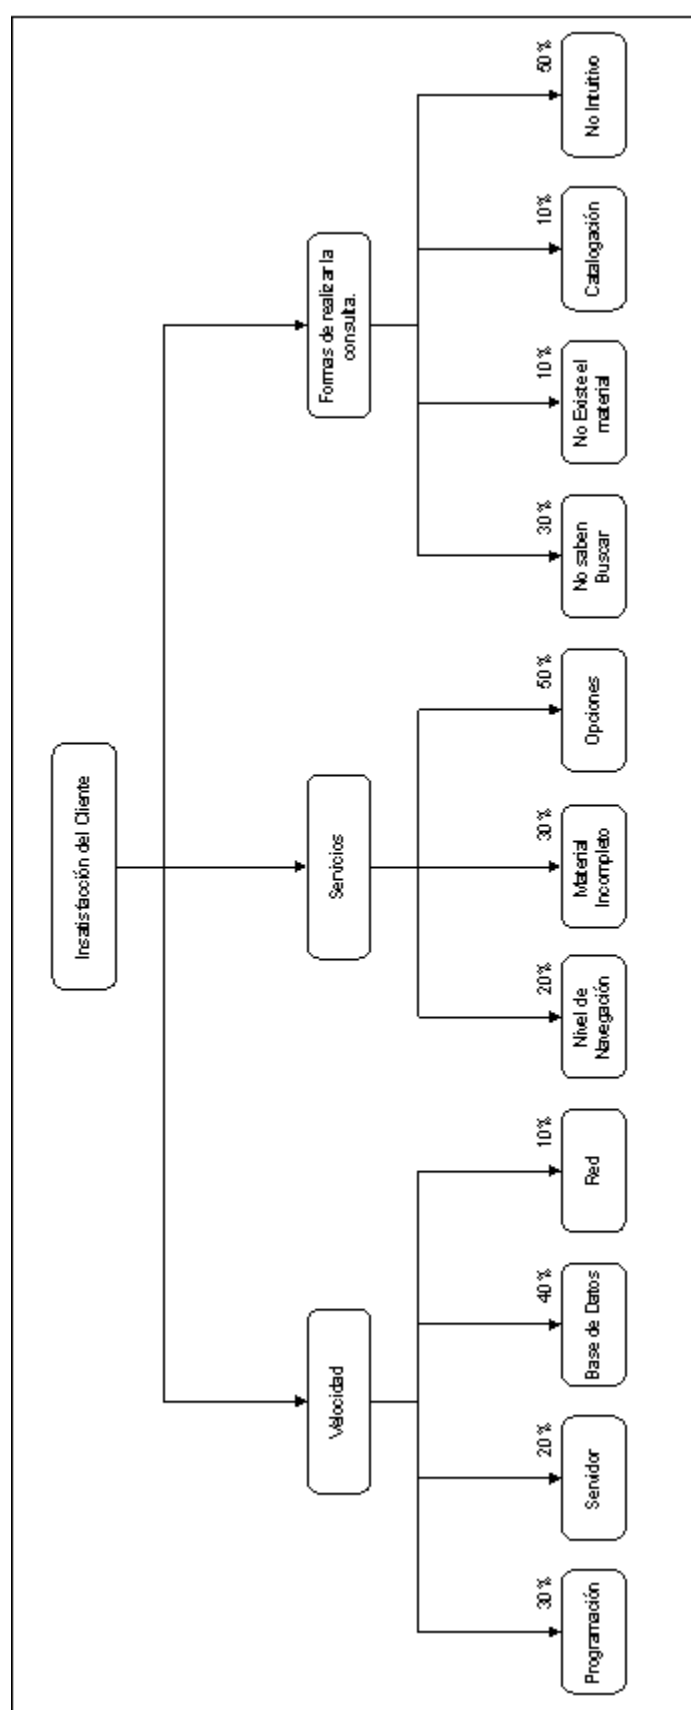 Insatisfacción del Cliente
Velocidad
Servicios
Formas de realizar la
consulta.
30%
20%
40%
10%
20%
30%
50%
30%
10%
10%
50%
Programación
Servidor
Base de Datos
Red
Nivel de
Navegación
Material
Incompleto
Opciones
No saben
Buscar
No Existe el
material
Catalogación
No Intuitivo